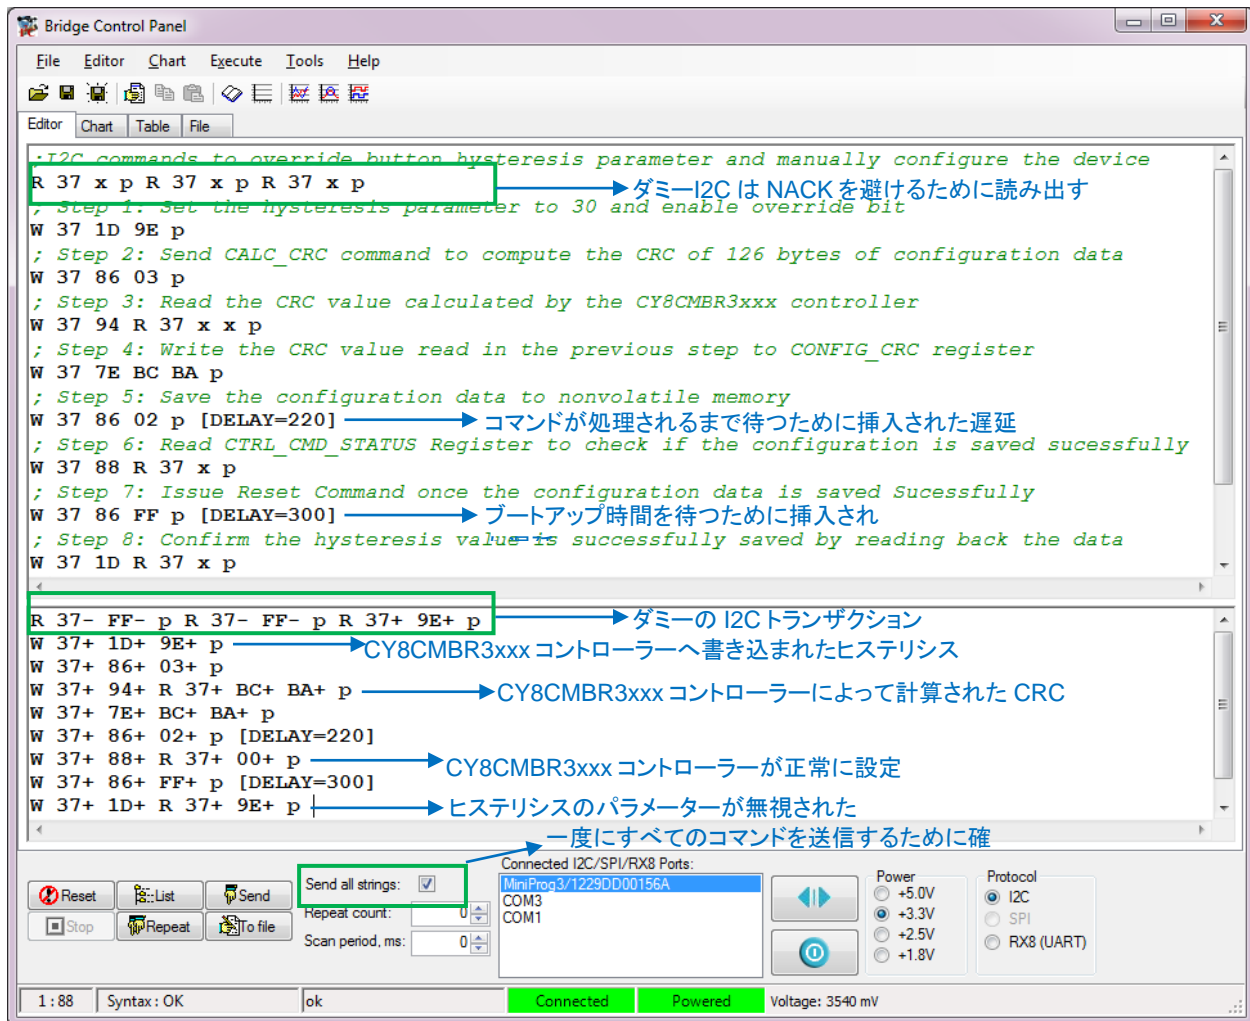 Bridge Control Panel
File Editor Chart Execute Tools Help
Editor Chart Table File
;I2C commands to override button hysteresis parameter and manually configure the device
R 37 x p R 37 x p R 37 x p
ダミーI2C は NACK を避けるために読み出す
; Step 1: Set the hysteresis parameter to 30 and enable override bit
W 37 1D 9E p
; Step 2: Send CALC_CRC command to compute the CRC of 126 bytes of configuration data
W 37 86 03 p
; Step 3: Read the CRC value calculated by the CY8CMBR3xxx controller
W 37 94 R 37 x x p
; Step 4: Write the CRC value read in the previous step to CONFIG_CRC register
W 37 7E BC BA p
; Step 5: Save the configuration data to nonvolatile memory
W 37 86 02 p [DELAY=220] コマンドが処理されるまで待つために挿入された遅延
; Step 6: Read CTRL_CMD_STATUS Register to check if the configuration is saved sucessfully
W 37 88 R 37 x p
; Step 7: Issue Reset Command once the configuration data is saved Sucessfully
W 37 86 FF p [DELAY=300] ブートアップ時間を待つために挿入され
; Step 8: Confirm the hysteresis value is successfully saved by reading back the data
W 37 1D R 37 x p
R 37- FF- p R 37- FF- p R 37+ 9E+ p ダミーの I2C トランザクション
W 37+ 1D+ 9E+ p CY8CMBR3xxx コントローラーへ書き込まれたヒステリシス
W 37+ 86+ 03+ p
W 37+ 94+ R 37+ BC+ BA+ p CY8CMBR3xxx コントローラーによって計算された CRC
W 37+ 7E+ BC+ BA+ p
W 37+ 86+ 02+ p [DELAY=220]
W 37+ 88+ R 37+ 00+ p CY8CMBR3xxx コントローラーが正常に設定
W 37+ 86+ FF+ p [DELAY=300]
W 37+ 1D+ R 37+ 9E+ p ヒステリシスのパラメーターが無視された
一度にすべてのコマンドを送信するために確
Reset List Send
Stop Repeat To file
Send all strings:
Repeat count: 0
Scan period, ms: 0
Connected I2C/SPI/RX8 Ports:
MiniProg3/1229DD00156A
COM3
COM1
Power
+5.0V
+3.3V
+2.5V
+1.8V
Protocol
I2C
SPI
RX8 (UART)
1 : 88 Syntax : OK ok Connected Powered Voltage: 3540 mV